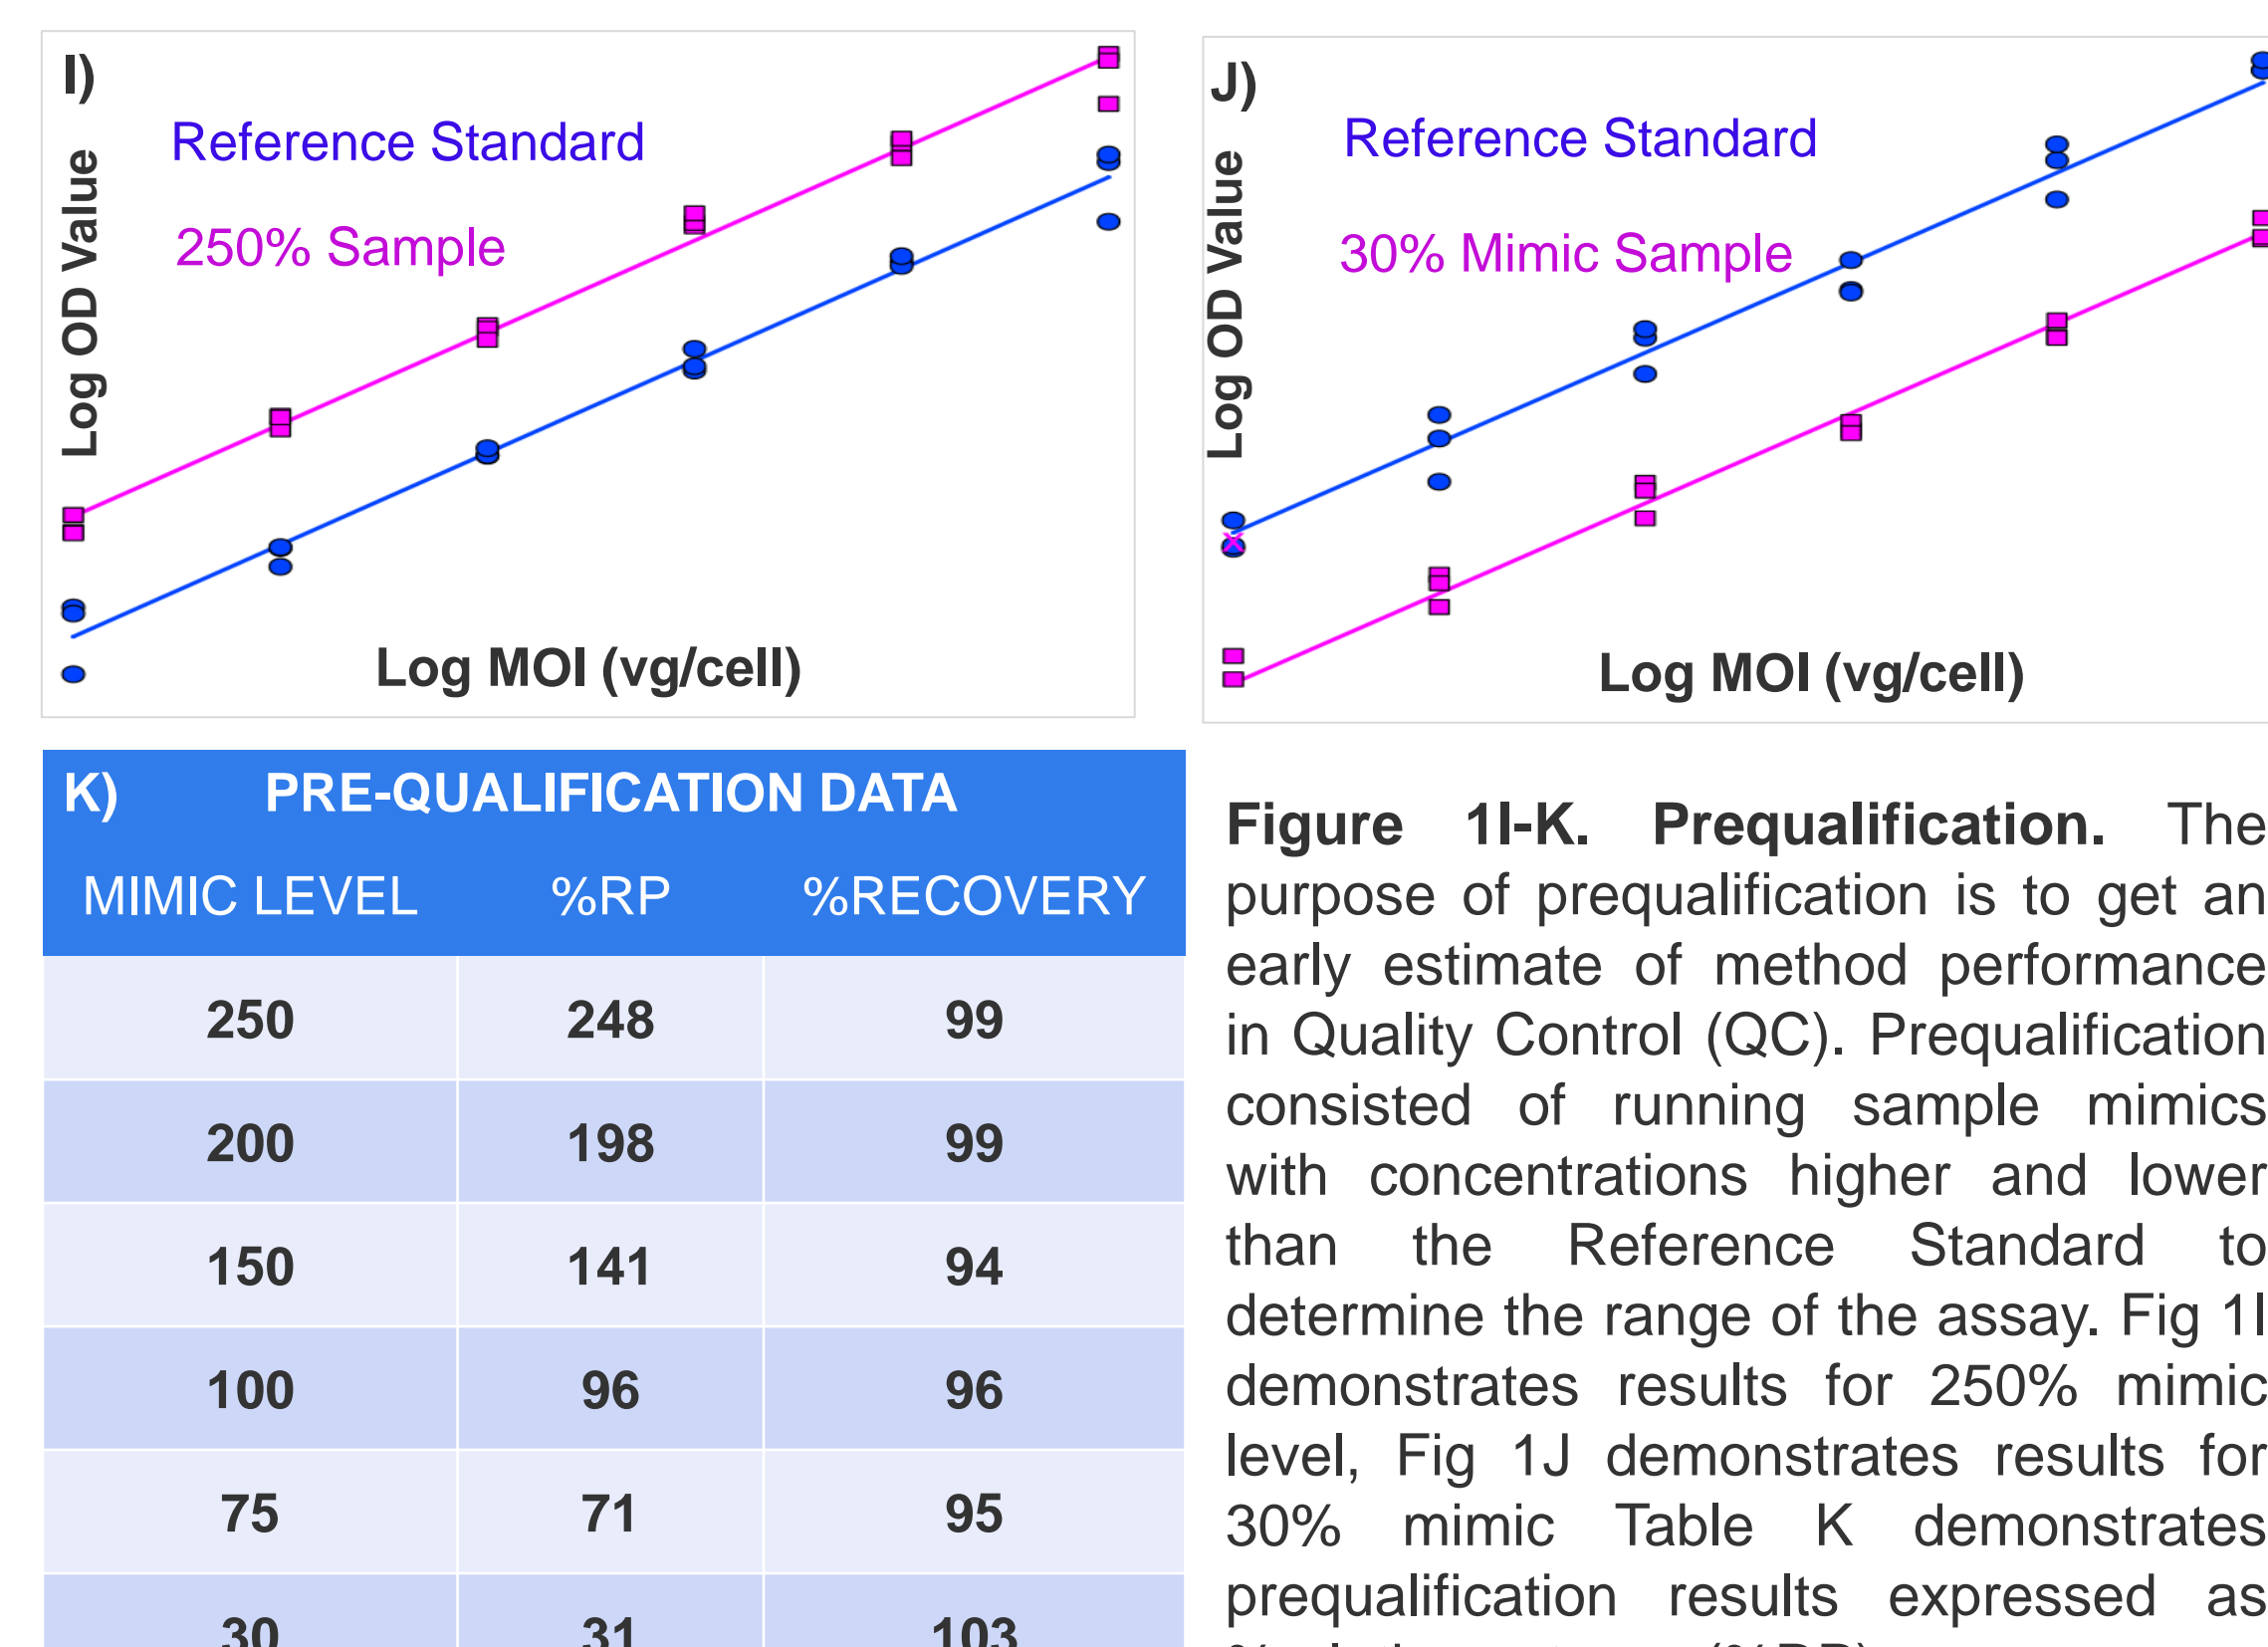 I)
Reference Standard
250% Sample
Log OD Value
Log MOI (vg/cell)
J)
Reference Standard
30% Mimic Sample
Log OD Value
Log MOI (vg/cell)
K) PRE-QUALIFICATION DATA
MIMIC LEVEL %RP %RECOVERY
250 248 99
200 198 99
150 141 94
100 96 96
75 71 95
30 31 103
Figure 1I-K. Prequalification. The
purpose of prequalification is to get an
early estimate of method performance
in Quality Control (QC). Prequalification
consisted of running sample mimics
with concentrations higher and lower
than the Reference Standard to
determine the range of the assay. Fig 1I
demonstrates results for 250% mimic
level, Fig 1J demonstrates results for
30% mimic Table K demonstrates
prequalification results expressed as